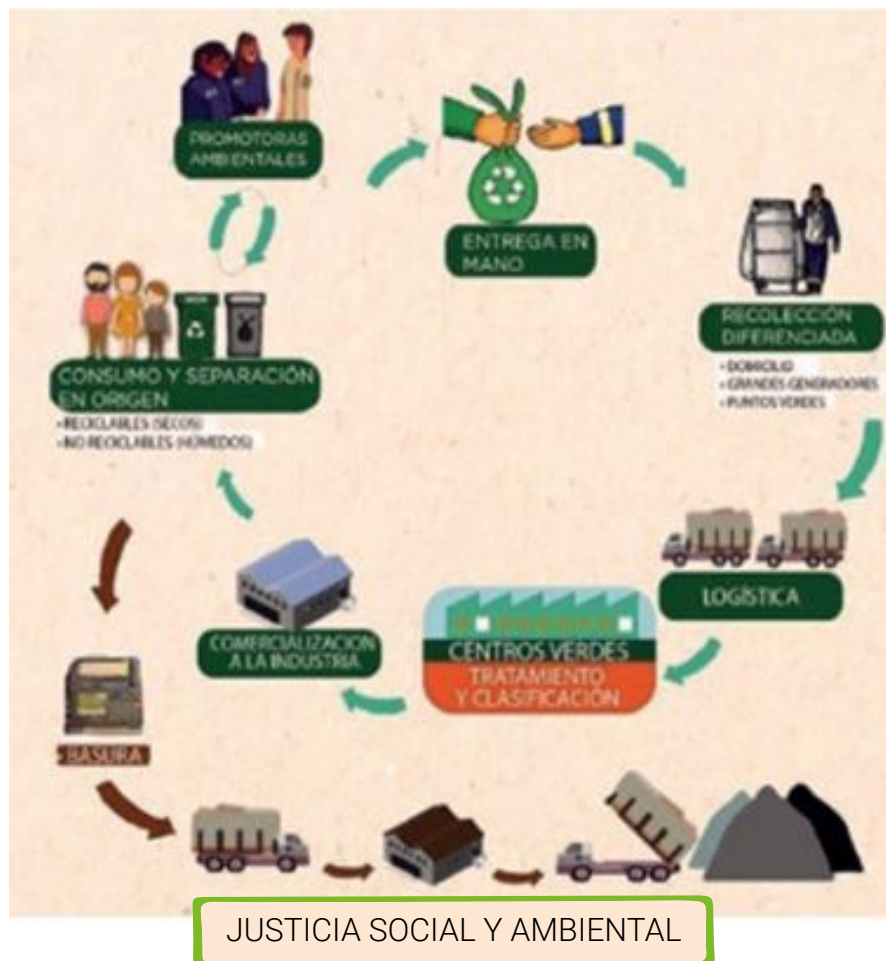 PROMOTORAS
AMBIENTALES
ENTREGA EN
MANO
RECOLECCIÓN
DIFERENCIADA
• DOMICILIO
• GRANDES GENERADORES
• PUNTOS VERDES
CONSUMO Y SEPARACIÓN
EN ORIGEN
• RECICLABLES (SECOS)
• NO RECICLABLES (HÚMEDOS)
LOGÍSTICA
CENTROS VERDES
TRATAMIENTO
Y CLASIFICACIÓN
COMERCIALIZACION
A LA INDUSTRIA
• BASURA
JUSTICIA SOCIAL Y AMBIENTAL